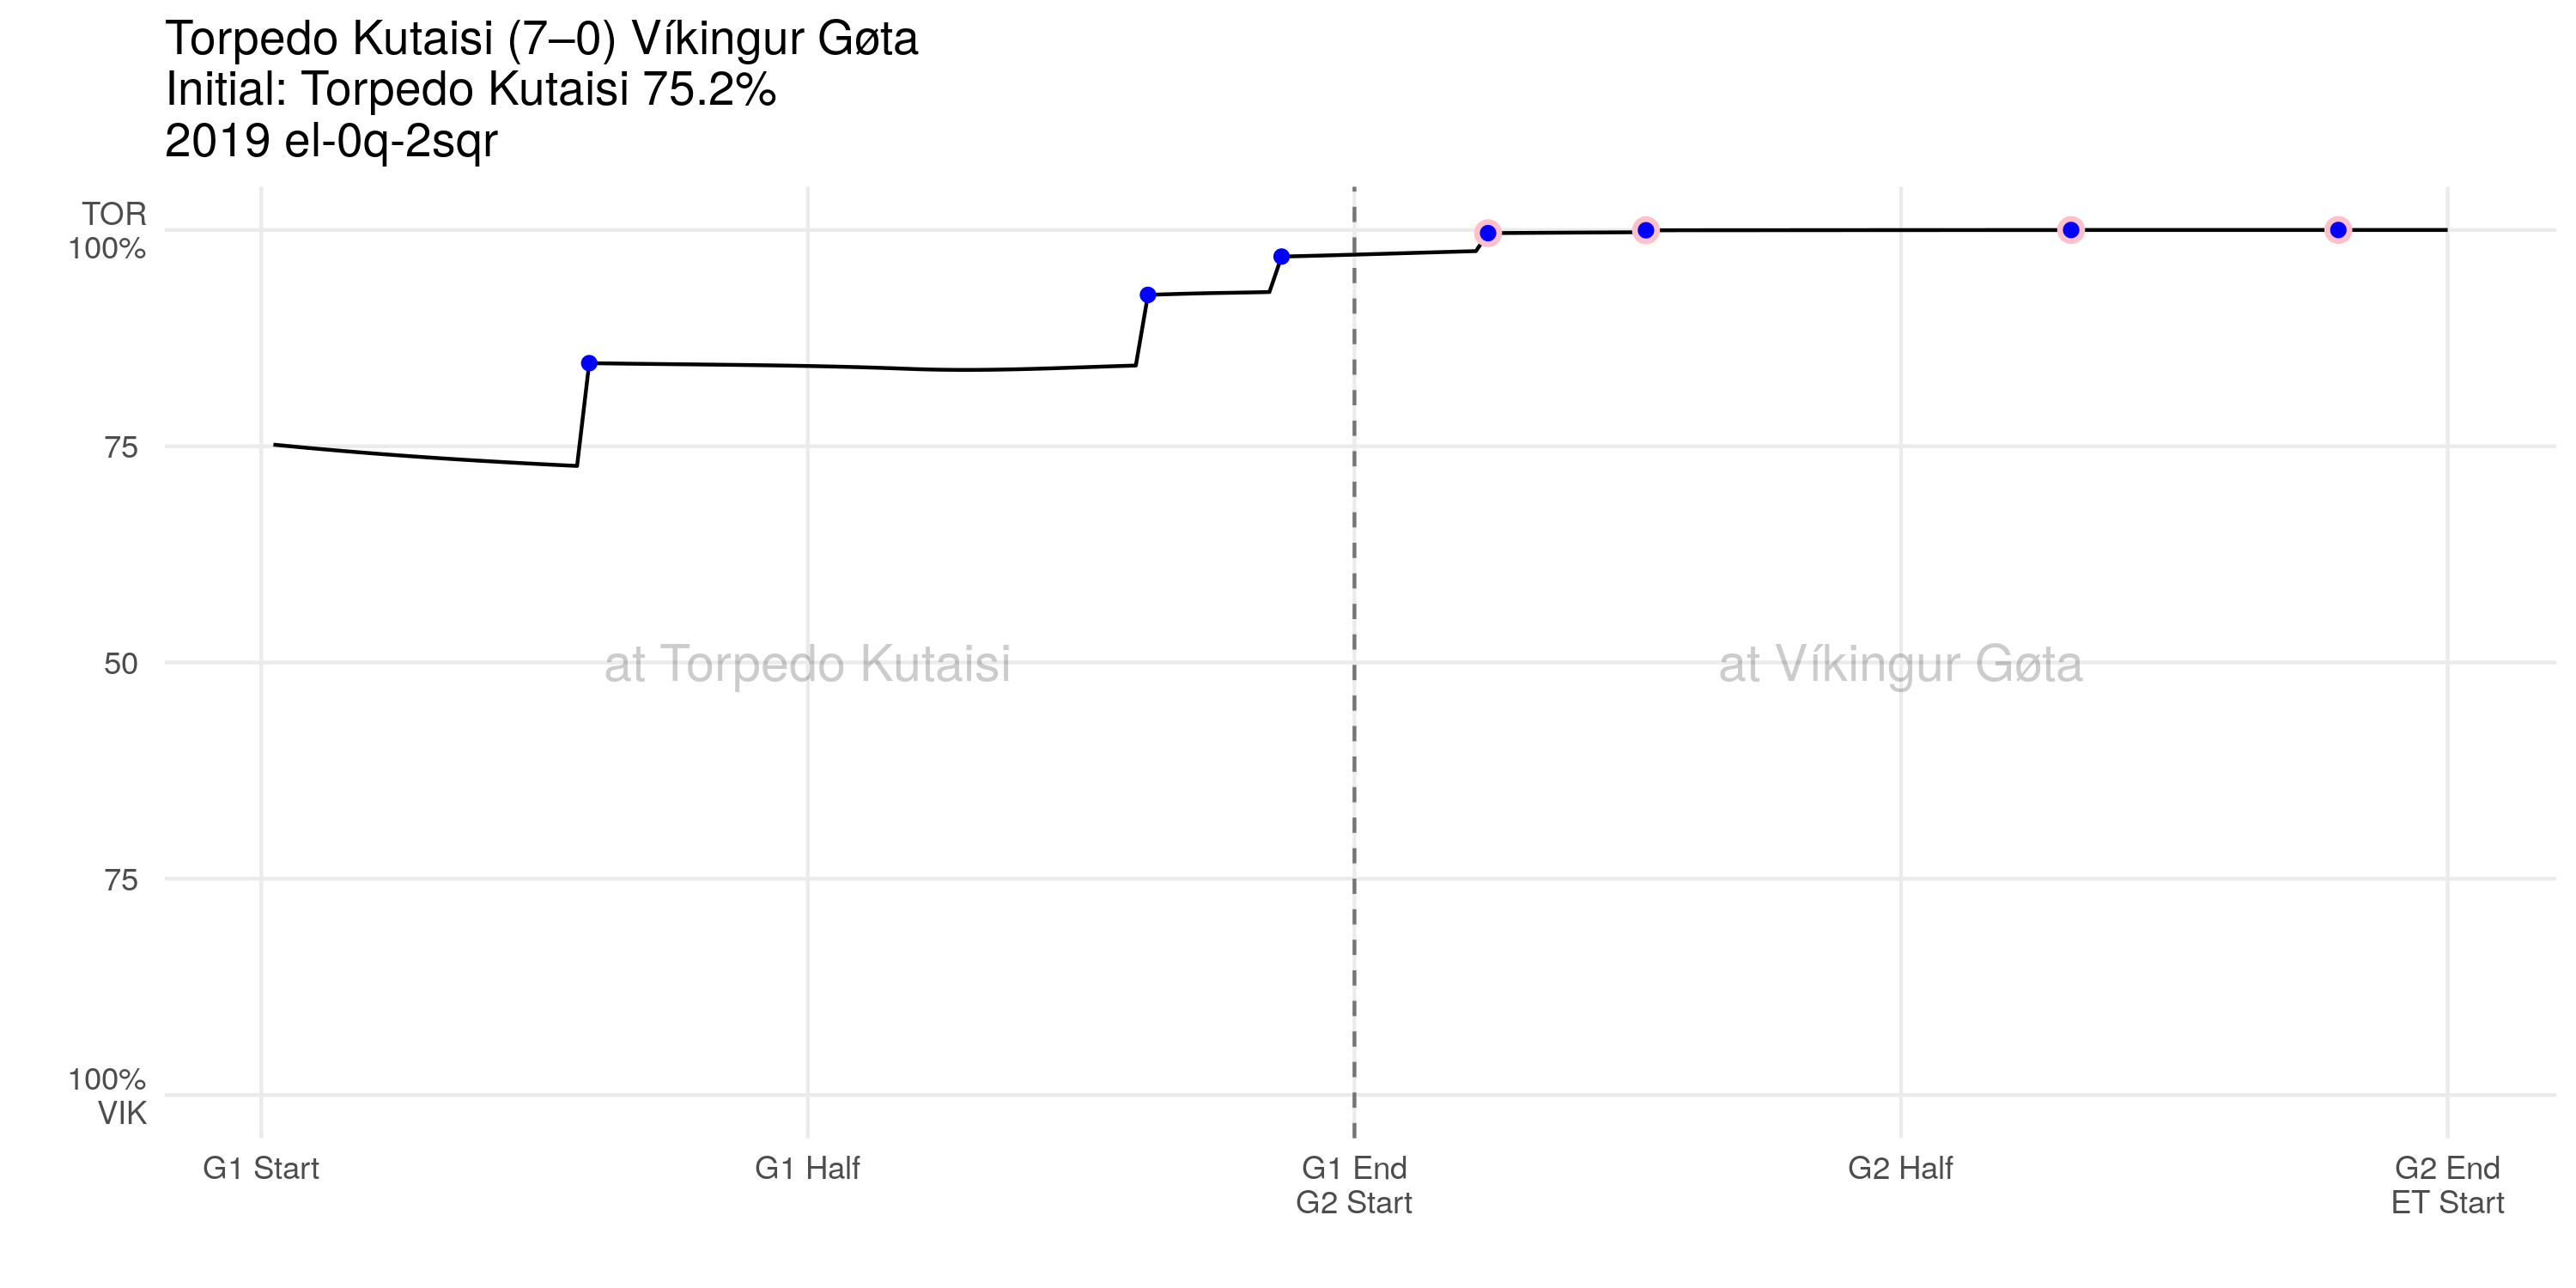 Torpedo Kutaisi (7–0) Víkingur Gøta
Initial: Torpedo Kutaisi 75.2%
2019 el-0q-2sqr
TOR
100%
75
50
75
100%
VIK
at Torpedo Kutaisi
at Víkingur Gøta
G1 Start
G1 Half
G1 End
G2 Start
G2 Half
G2 End
ET Start